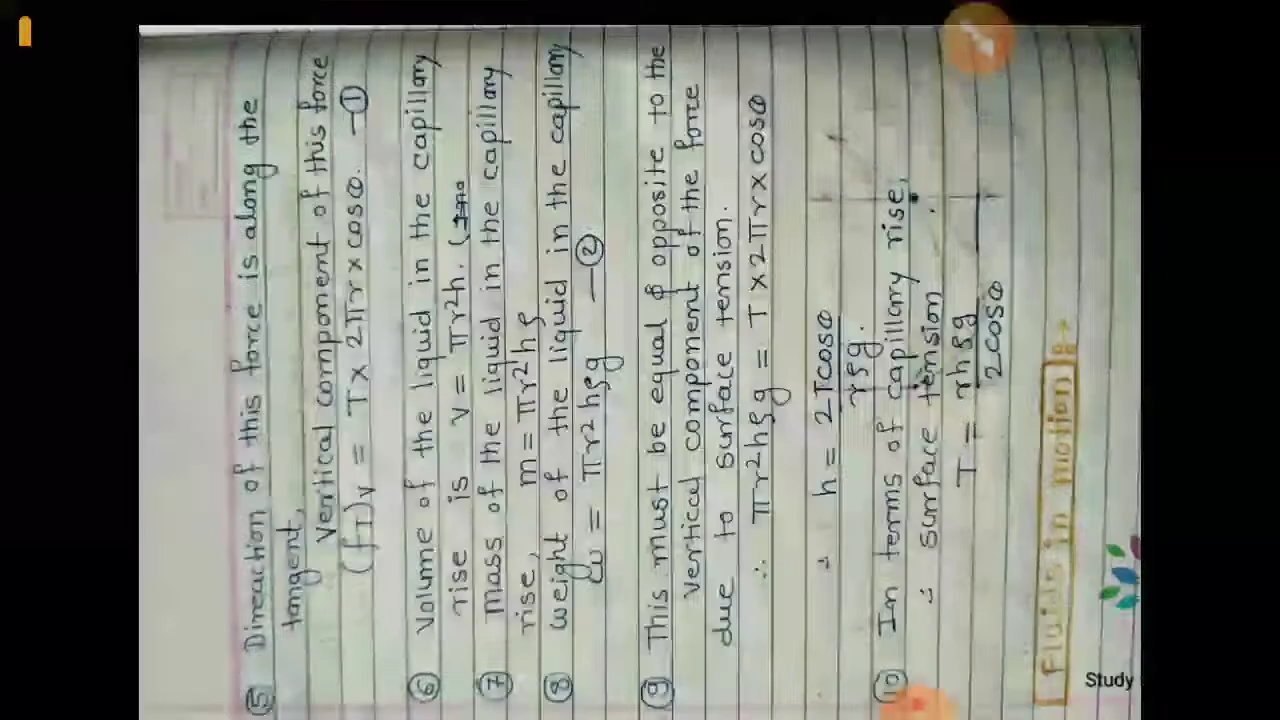 ⑤ Direaction of this force is along the
tangent,
Vertical component of this force
(fT)v = T x 2πr x cosθ. —①
⑥ Volume of the liquid in the capillary
rise is v = πr²h.
⑦ mass of the liquid in the capillary
rise, m = πr²hρ
⑧ weight of the liquid in the capillary
ω = πr²hρg —②
⑨ This must be equal & opposite to the
vertical component of the force
due to surface tension.
∴ πr²hρg = T x 2πr x cosθ
∴ h = 2Tcosθ
rρg.
⑩ In terms of capillary rise,
∴ surface tension
T = rhρg
2cosθ
Fluids in motion :→
Study